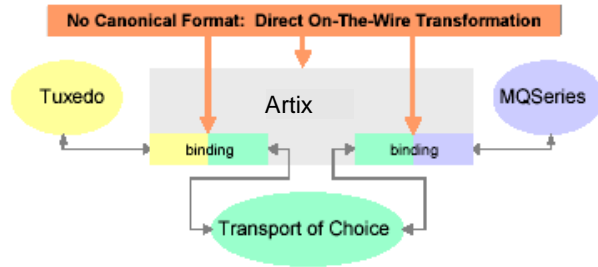 No Canonical Format: Direct On-The-Wire Transformation
Tuxedo
Artix
MQSeries
binding
binding
Transport of Choice